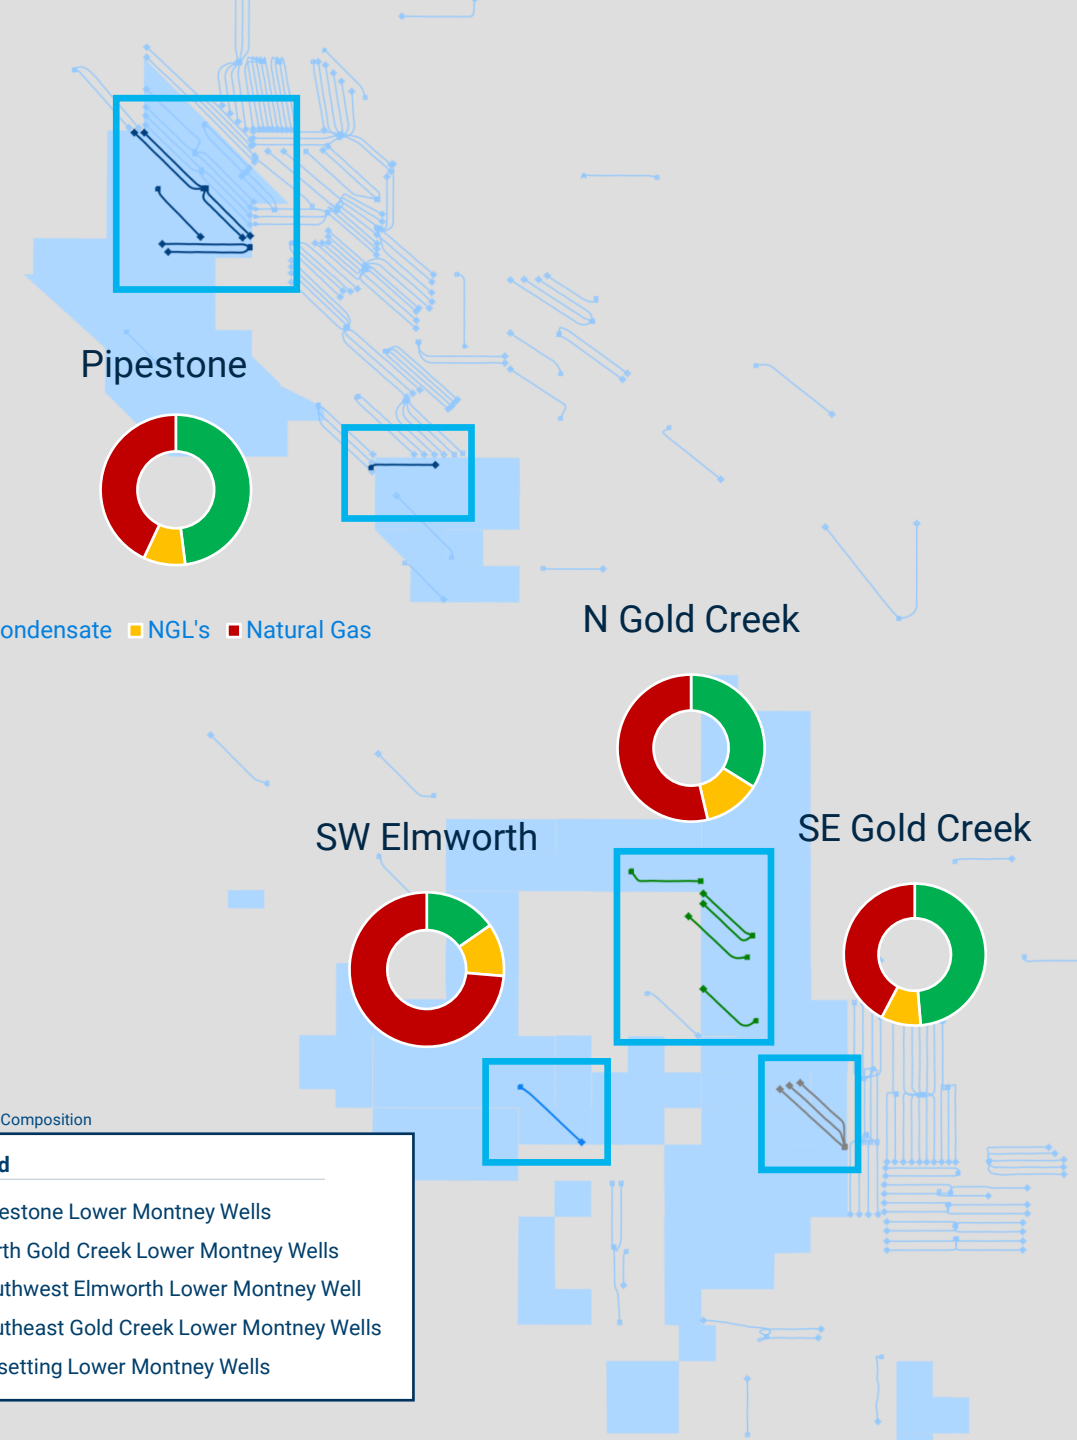 Pipestone
ondensate NGL's Natural Gas
N Gold Creek
SW Elmworth
SE Gold Creek
Composition
d
estone Lower Montney Wells
rth Gold Creek Lower Montney Wells
uthwest Elmworth Lower Montney Well
utheast Gold Creek Lower Montney Wells
setting Lower Montney Wells